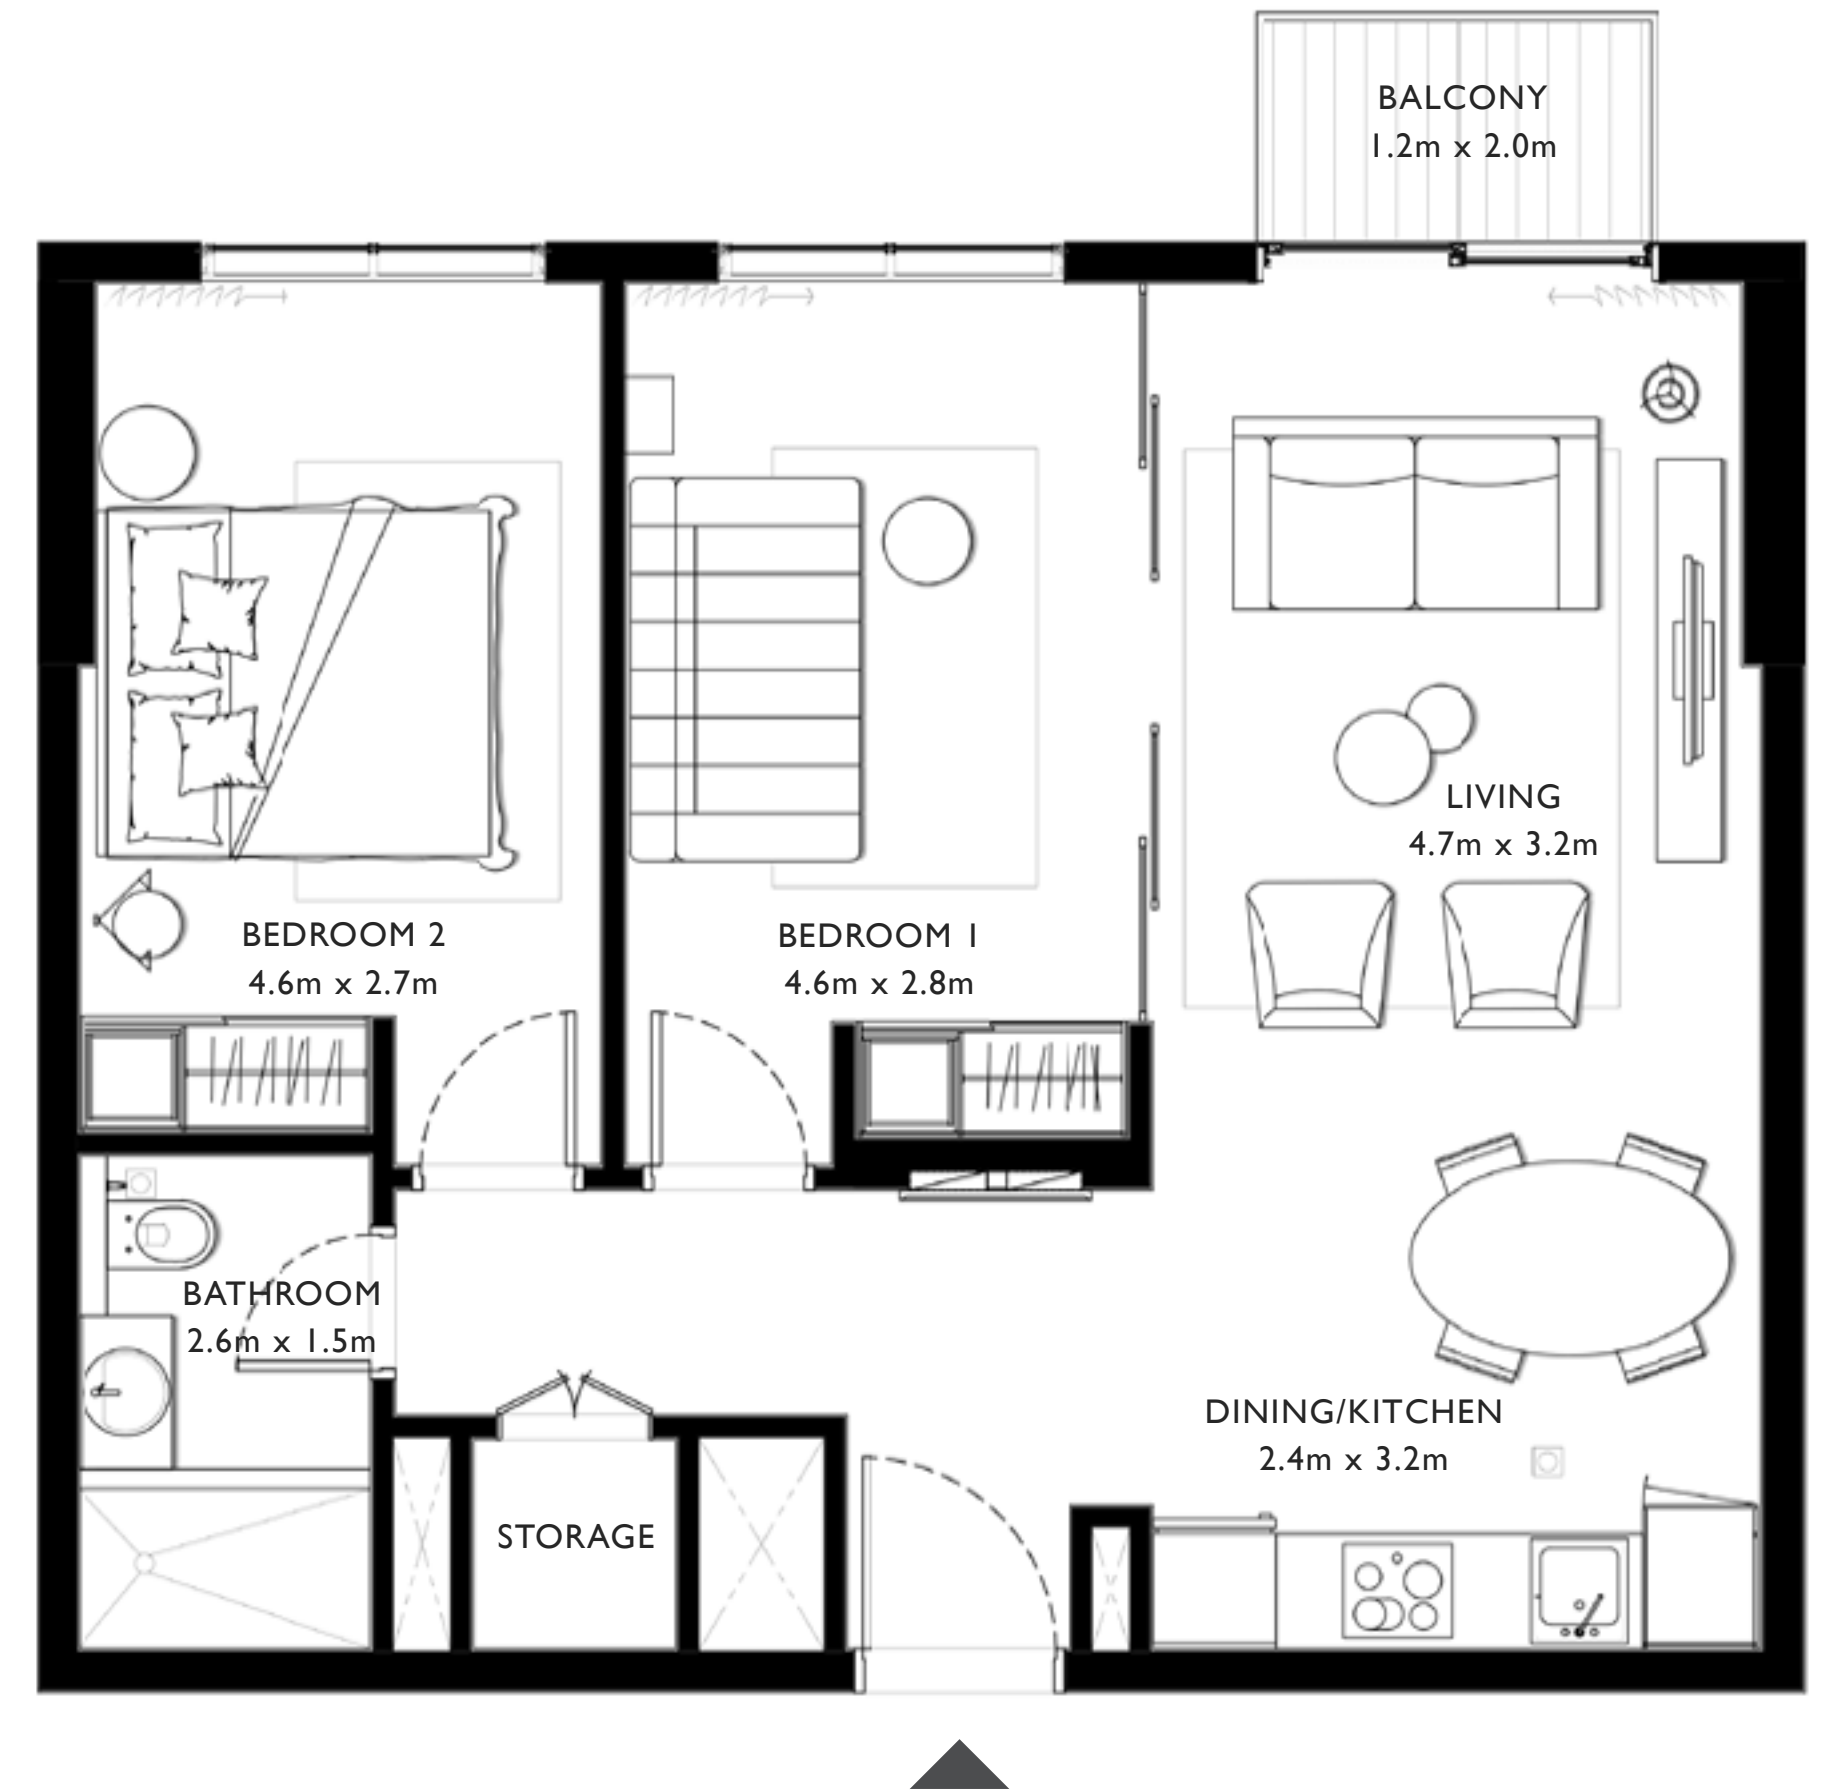 BALCONY
1.2m x 2.0m
LIVING
4.7m x 3.2m
BEDROOM 2
4.6m x 2.7m
BEDROOM 1
4.6m x 2.8m
BATHROOM
2.6m x 1.5m
DINING/KITCHEN
2.4m x 3.2m
STORAGE